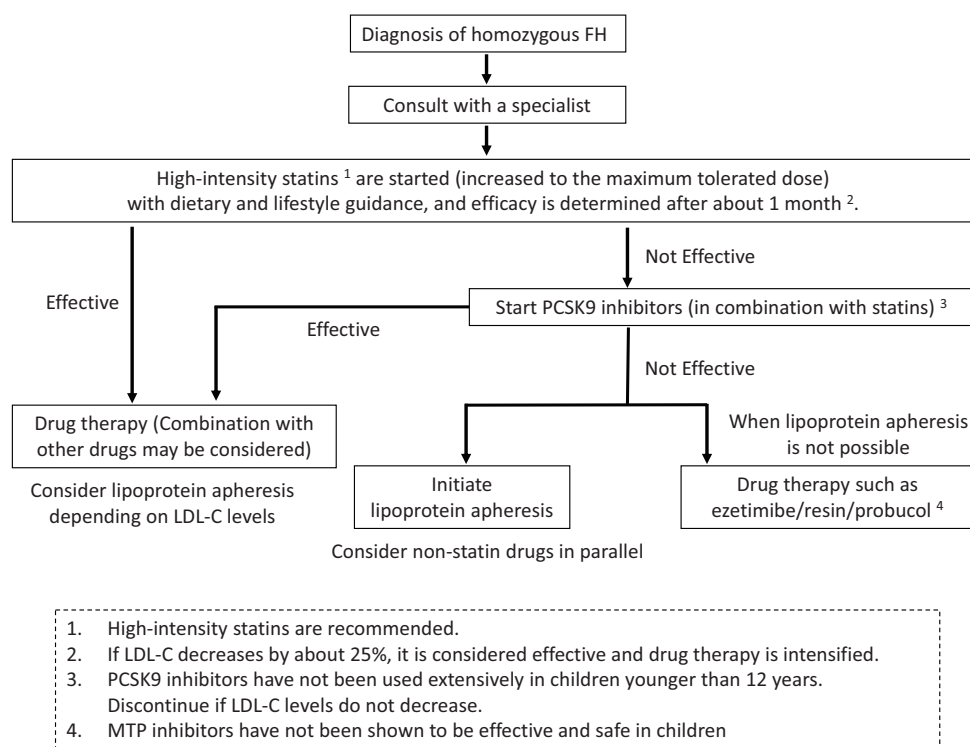 Diagnosis of homozygous FH
Consult with a specialist
High-intensity statins ¹ are started (increased to the maximum tolerated dose)
with dietary and lifestyle guidance, and efficacy is determined after about 1 month ².
Not Effective
Effective
Start PCSK9 inhibitors (in combination with statins) ³
Effective
Not Effective
Drug therapy (Combination with
other drugs may be considered)
When lipoprotein apheresis
is not possible
Consider lipoprotein apheresis
depending on LDL-C levels
Initiate
lipoprotein apheresis
Drug therapy such as
ezetimibe/resin/probucol ⁴
Consider non-statin drugs in parallel
1. High-intensity statins are recommended.
2. If LDL-C decreases by about 25%, it is considered effective and drug therapy is intensified.
3. PCSK9 inhibitors have not been used extensively in children younger than 12 years.
Discontinue if LDL-C levels do not decrease.
4. MTP inhibitors have not been shown to be effective and safe in children